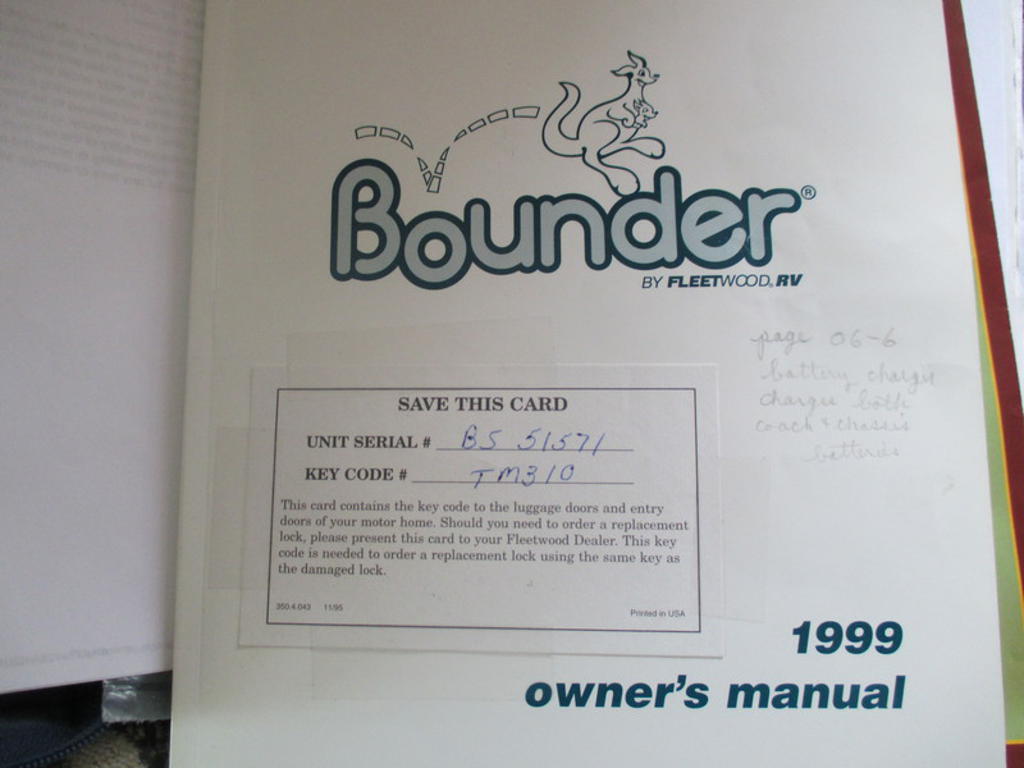 Bounder®
BY FLEETWOOD® RV
page 06-6
battery charger
charges both
coach + chassis
batteries
SAVE THIS CARD
UNIT SERIAL # BS 51571
KEY CODE # TM310
This card contains the key code to the luggage doors and entry
doors of your motor home. Should you need to order a replacement
lock, please present this card to your Fleetwood Dealer. This key
code is needed to order a replacement lock using the same key as
the damaged lock.
350.4.043 11/95
Printed in USA
1999
owner's manual